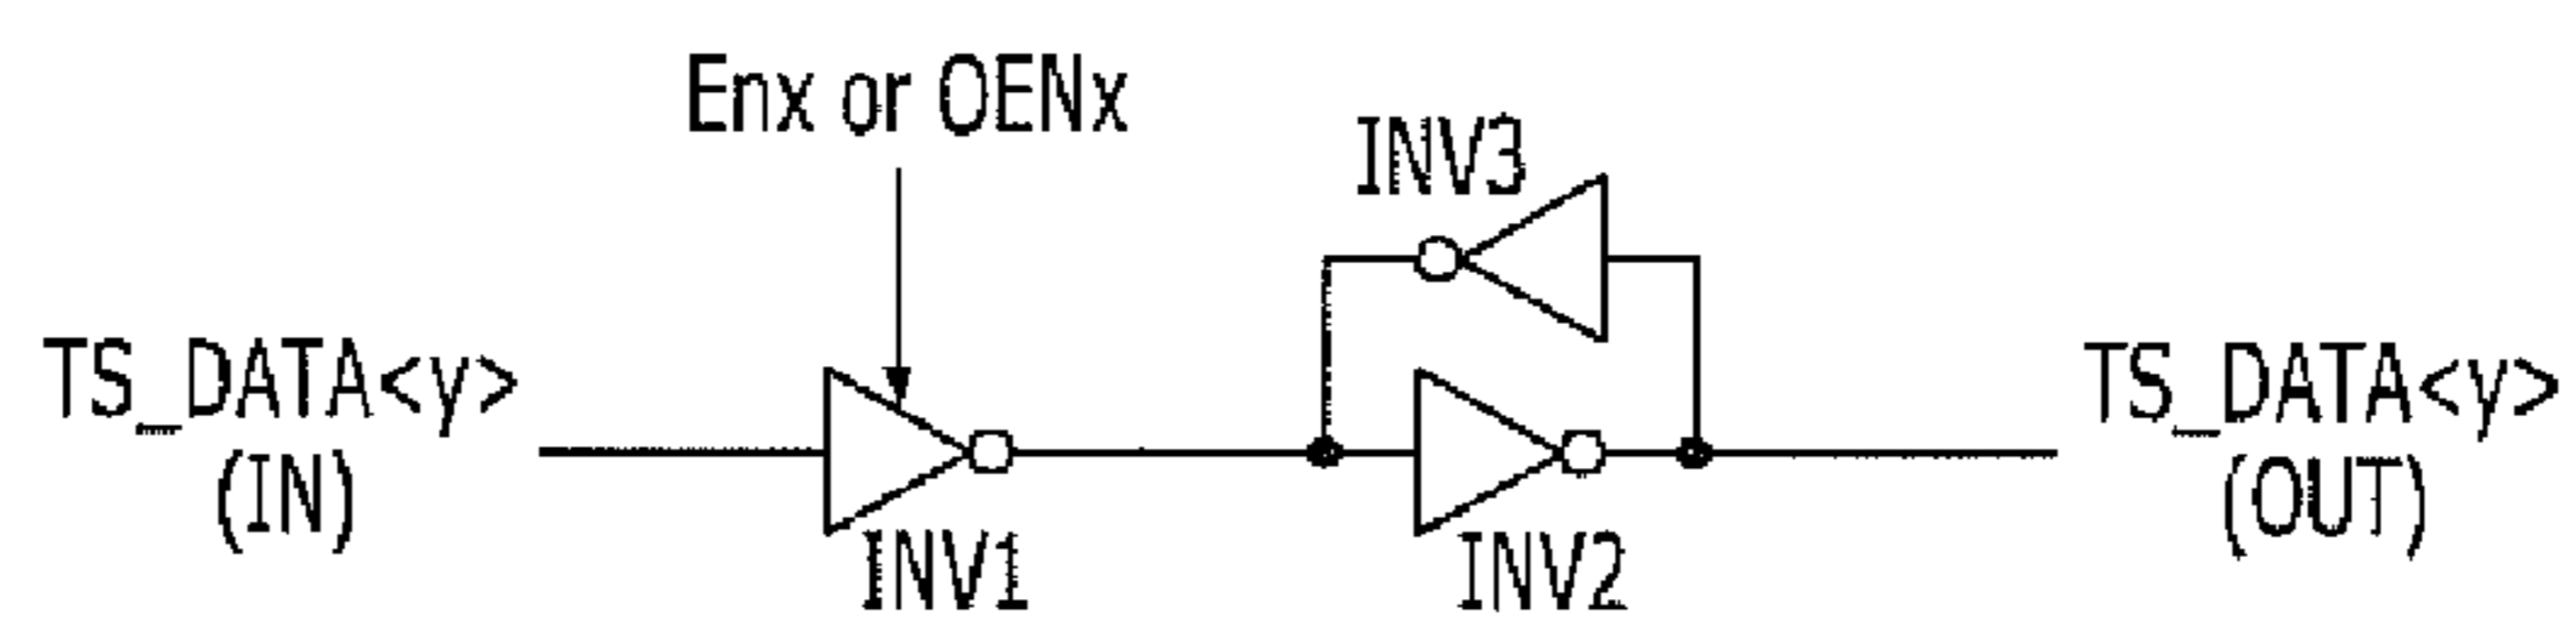 Enx or OENx
INV3
TS_DATA<y>
(IN)
TS_DATA<y>
(OUT)
INV1
INV2